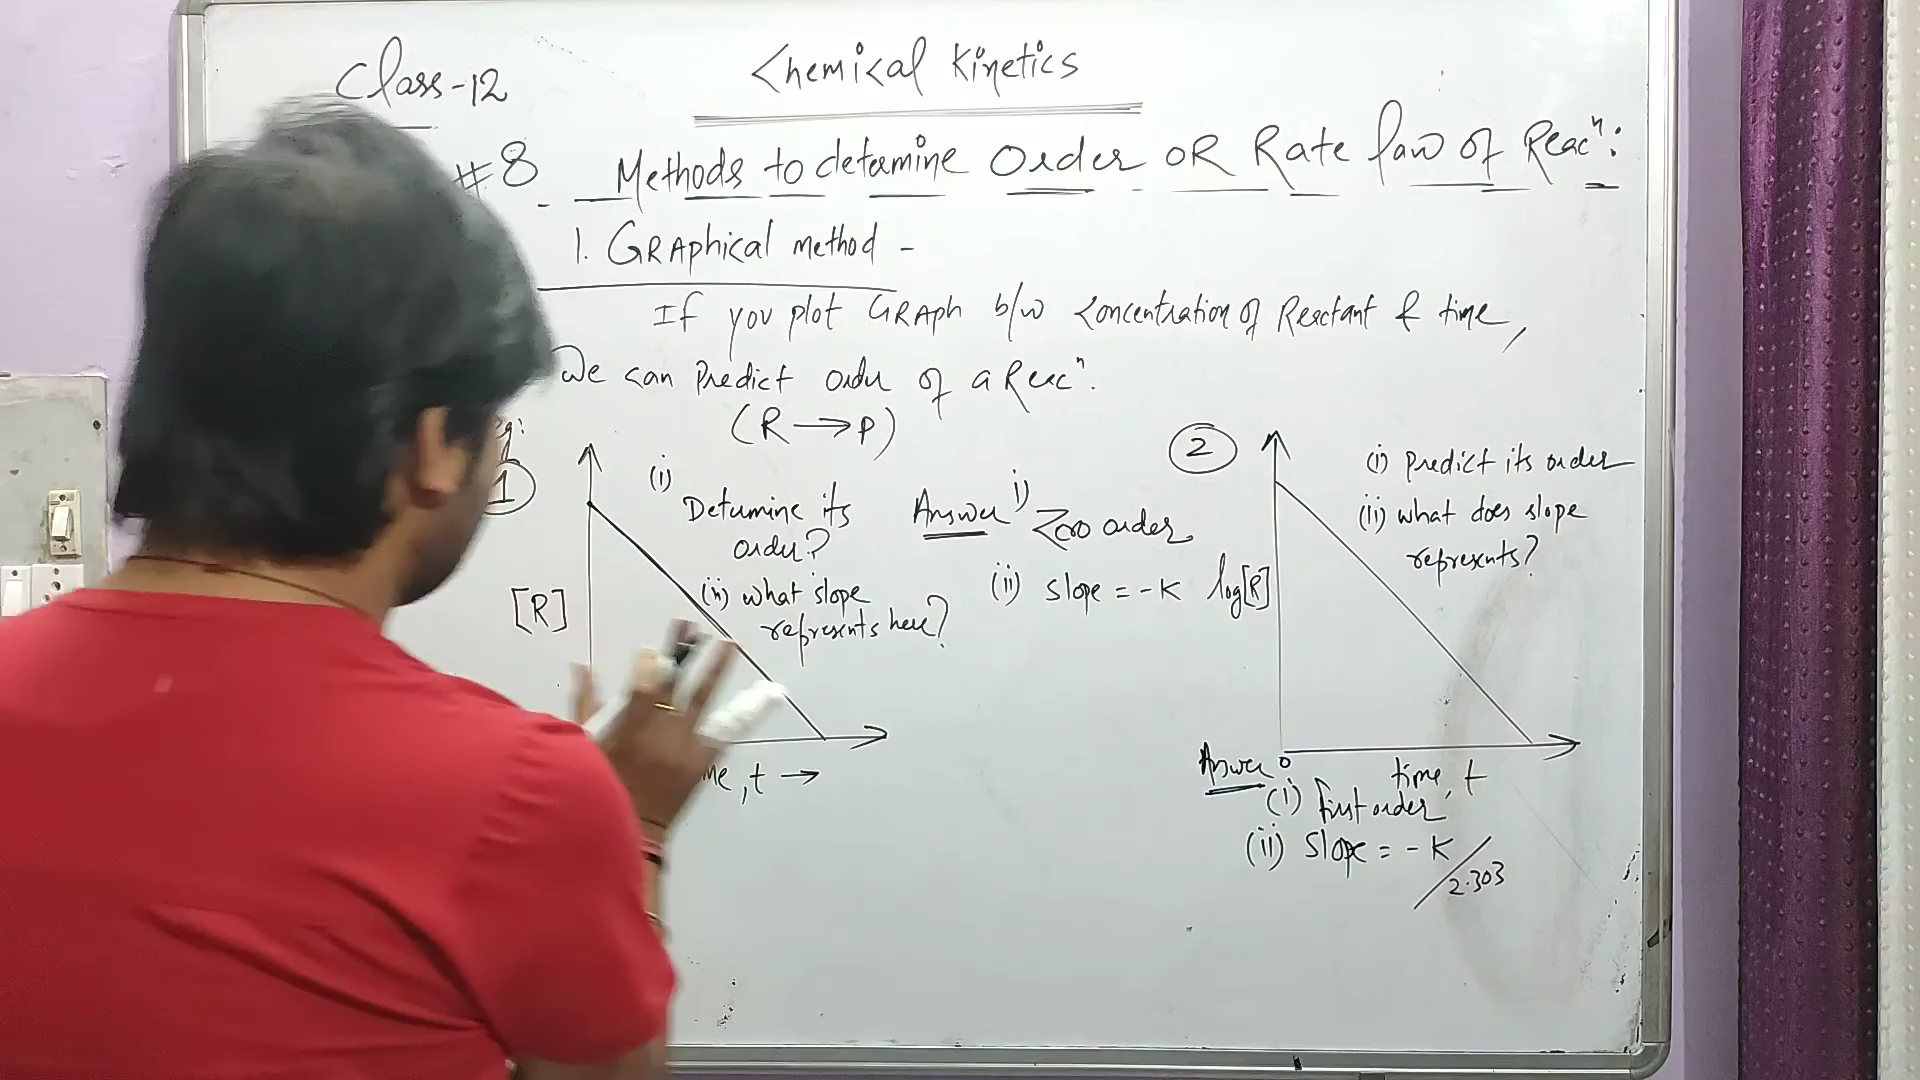 Class-12
Chemical Kinetics
#8 Methods to determine Order OR Rate law of Reacⁿ:
1. GRAphical method -
If you plot GRAph b/w Concentration of Reactant & time,
We can Predict order of a Reacⁿ.
(R → P)
eg:
1
(i) Determine its order?
(ii) what slope represents here?
[R]
t →
Answer i) Zero order
(ii) slope = -K
2
log[R]
(i) Predict its order
(ii) what does slope represents?
0
time, t
Answer
(i) first order
(ii) Slope = -K/2.303